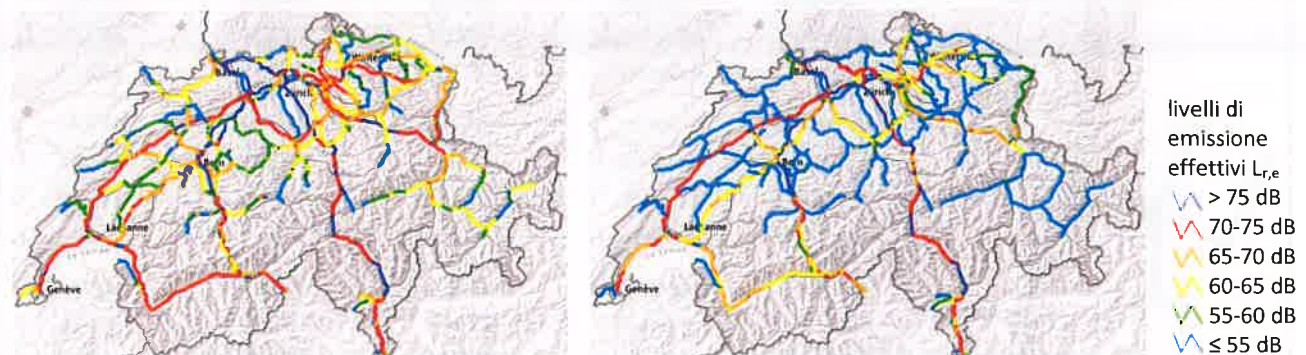 Basel
Zürich
Bern
Lausanne
Genève
Zürich
Bern
Lausanne
Genève
livelli di
emissione
effettivi Lr,e
> 75 dB
70-75 dB
65-70 dB
60-65 dB
55-60 dB
≤ 55 dB